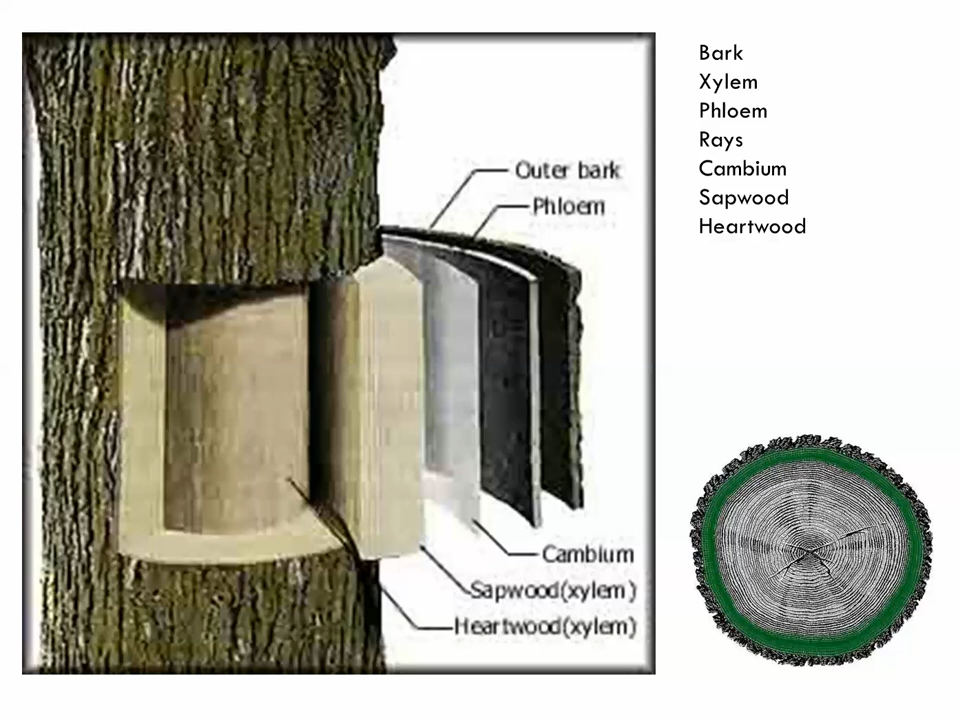 Bark
Xylem
Phloem
Rays
Cambium
Sapwood
Heartwood
Outer bark
Phloem
Cambium
Sapwood(xylem)
Heartwood(xylem)